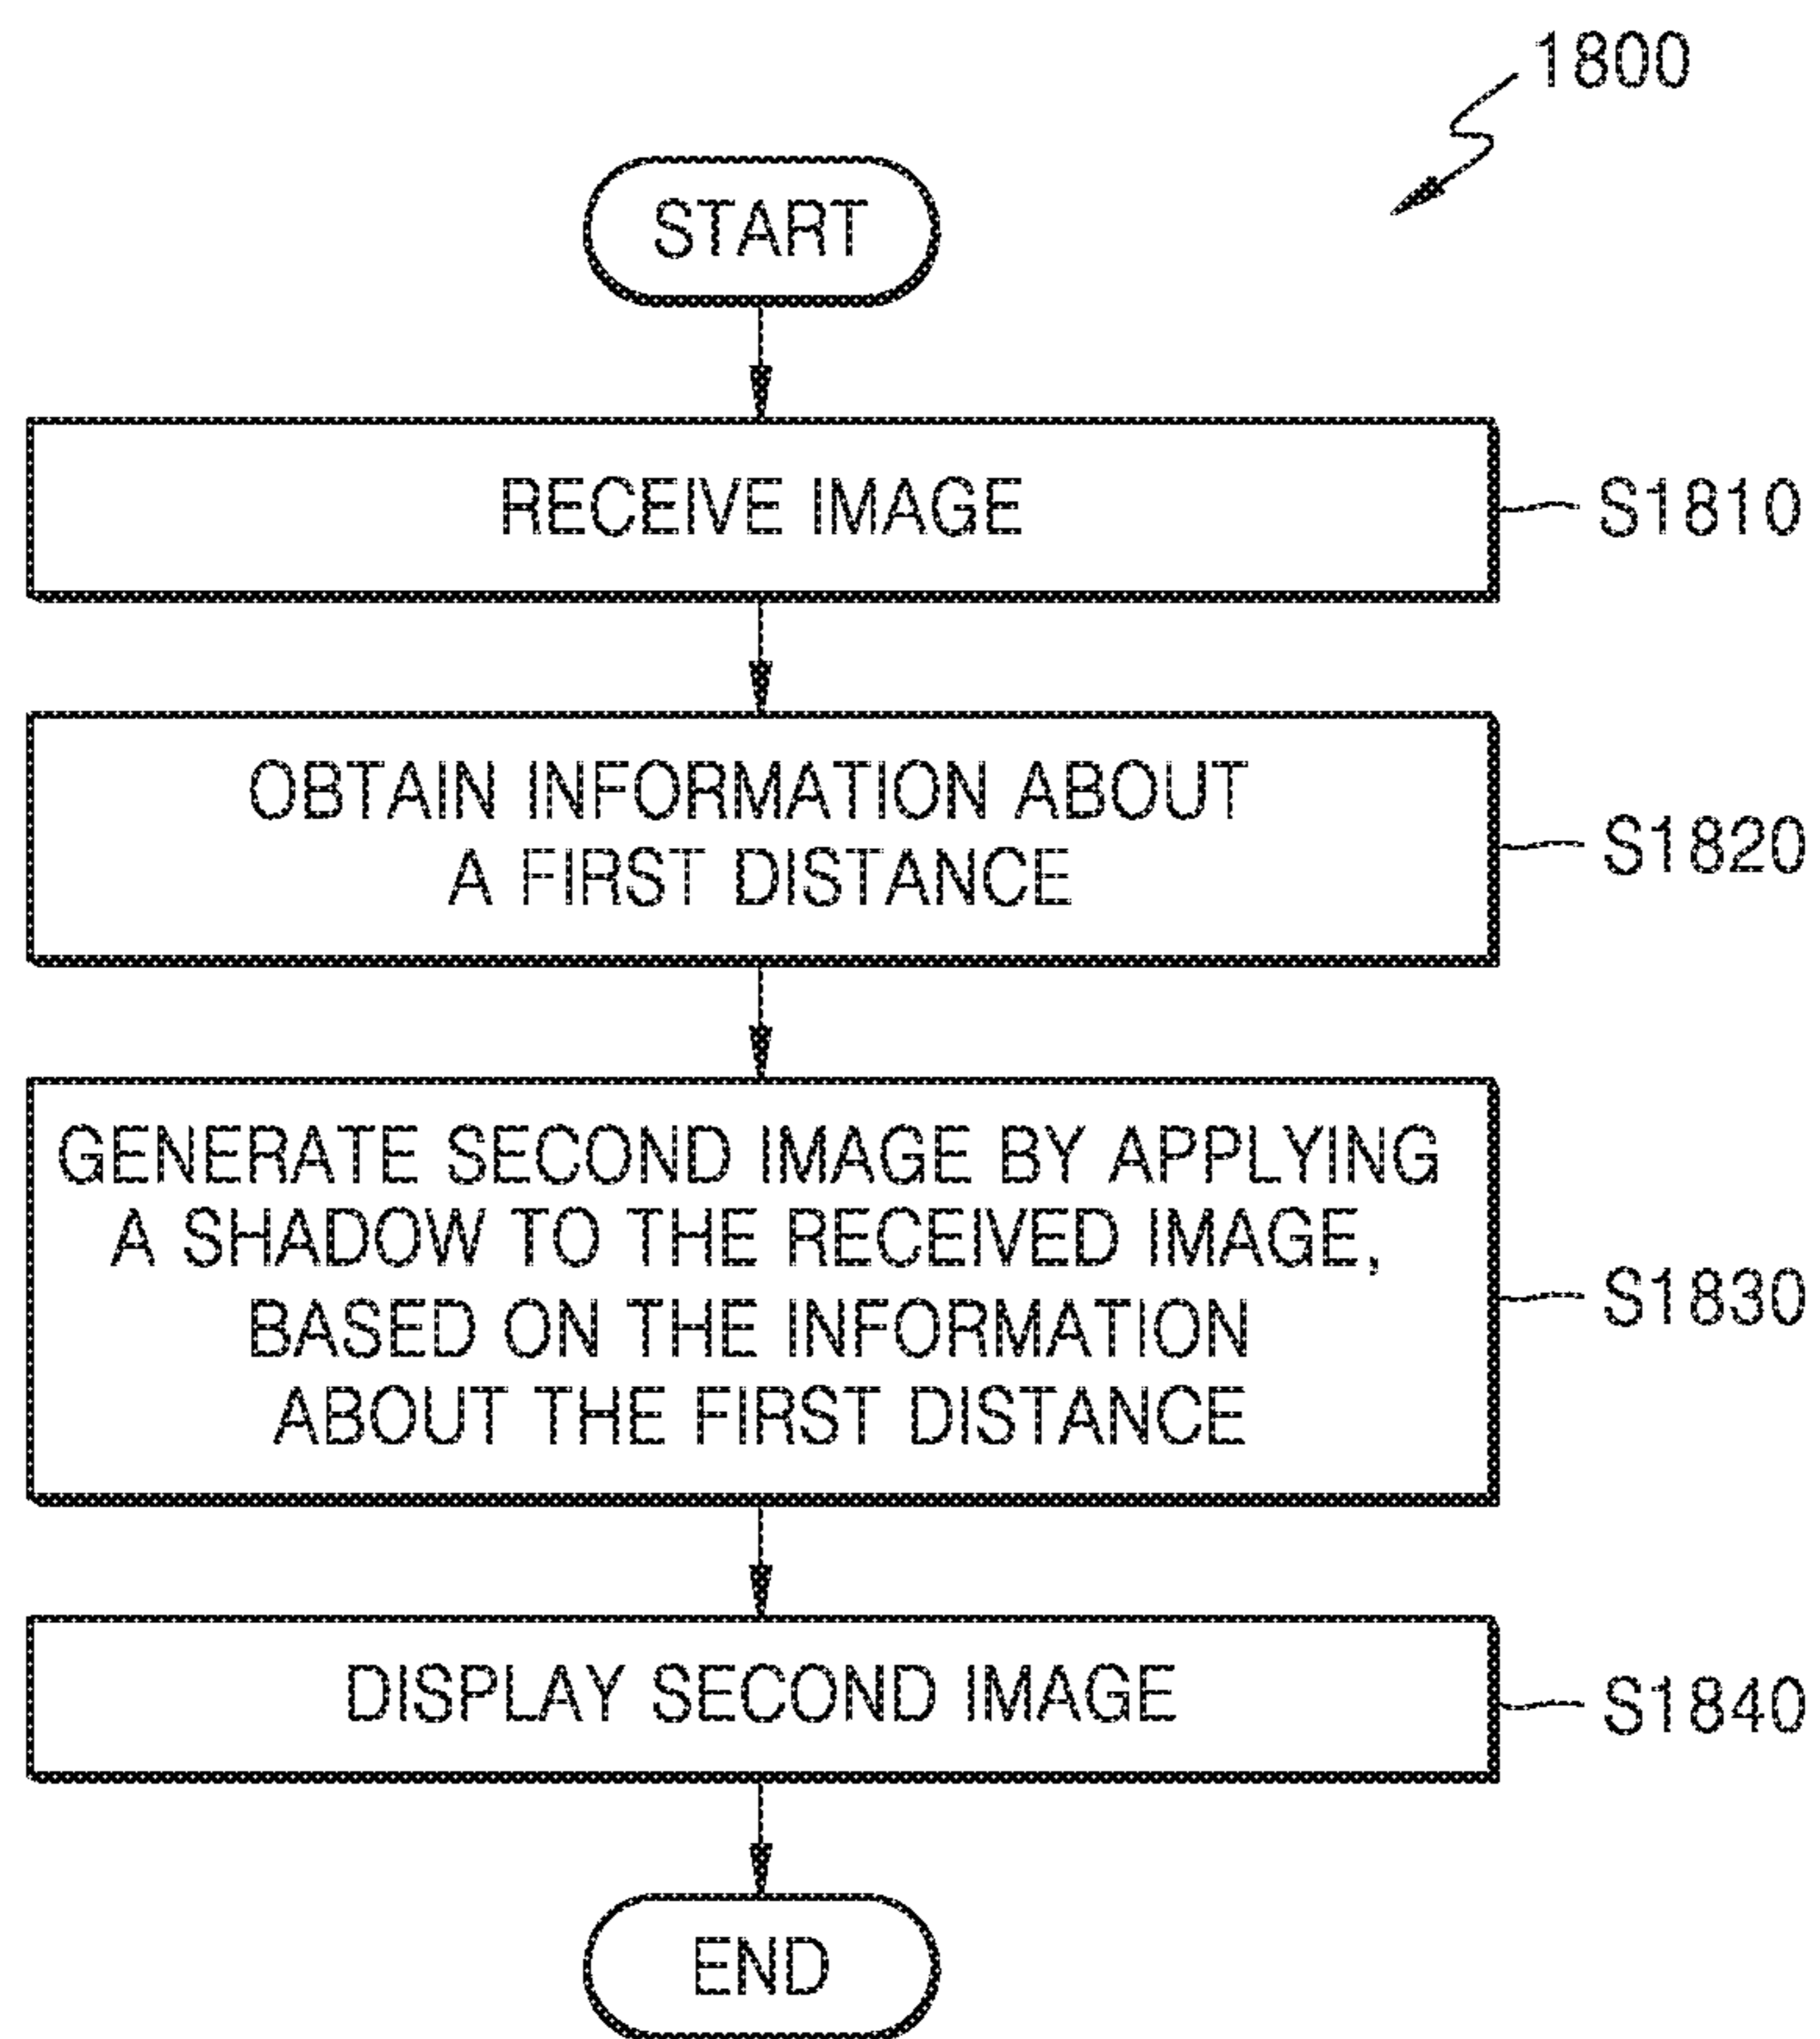 1800
START
RECEIVE IMAGE
S1810
OBTAIN INFORMATION ABOUT
A FIRST DISTANCE
S1820
GENERATE SECOND IMAGE BY APPLYING
A SHADOW TO THE RECEIVED IMAGE,
BASED ON THE INFORMATION
ABOUT THE FIRST DISTANCE
S1830
DISPLAY SECOND IMAGE
S1840
END